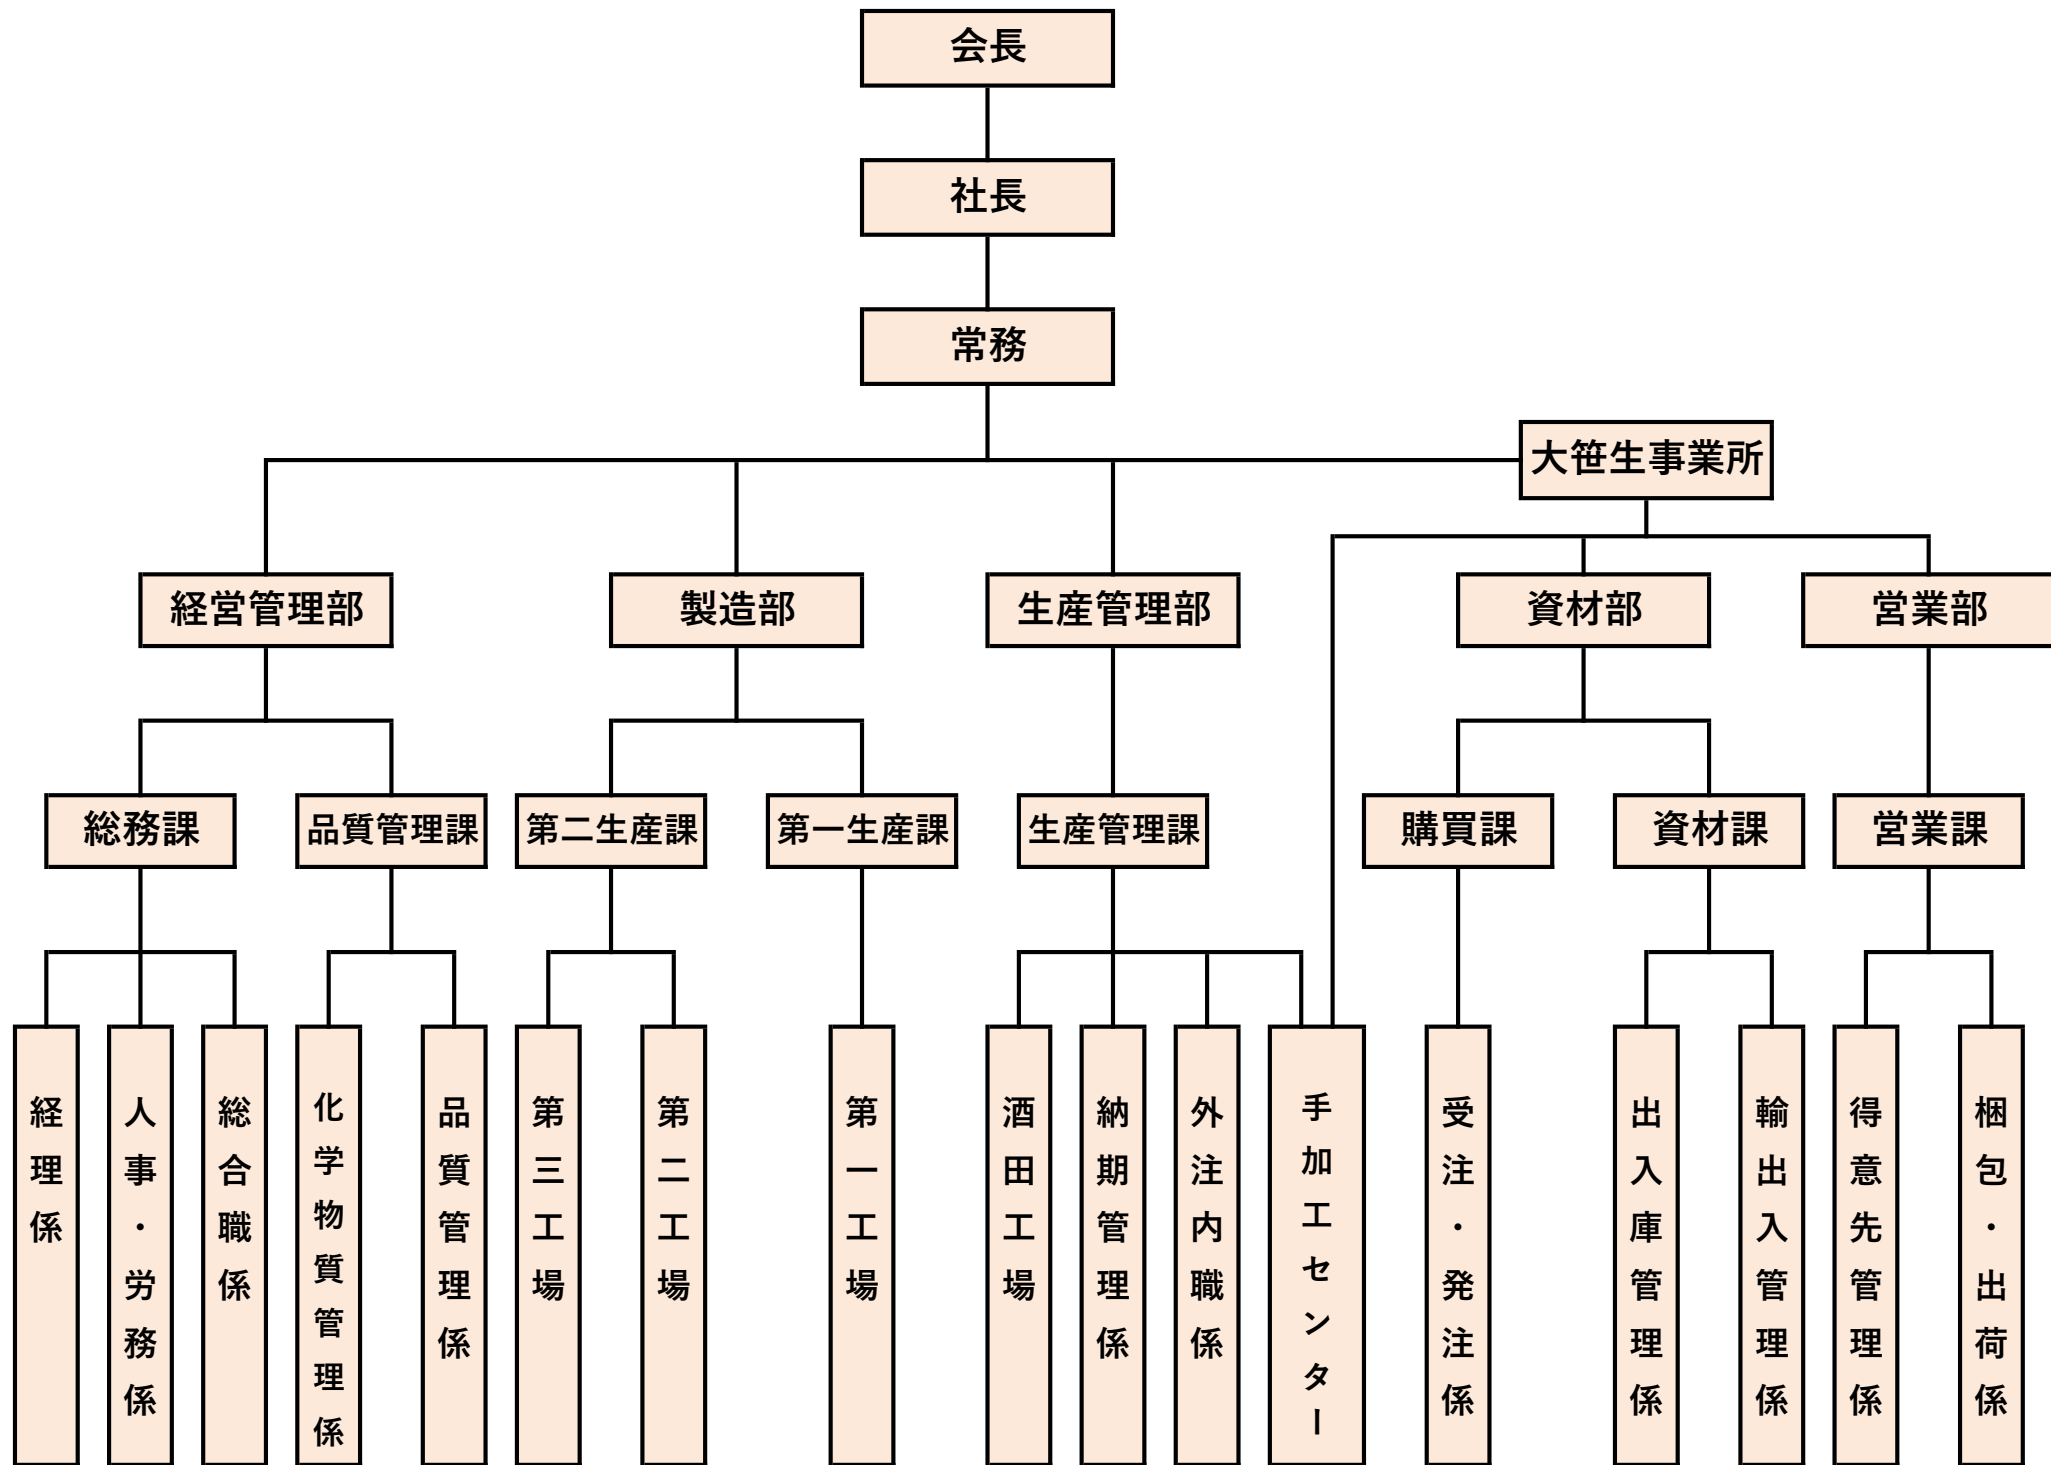 会長
社長
常務
大笹生事業所
経営管理部
製造部
生産管理部
資材部
営業部
総務課
品質管理課
第二生産課
第一生産課
生産管理課
購買課
資材課
営業課
経理係
人事・労務係
総合職係
化学物質管理係
品質管理係
第三工場
第二工場
第一工場
酒田工場
納期管理係
外注内職係
手加工センター
受注・発注係
出入庫管理係
輸出入管理係
得意先管理係
梱包・出荷係